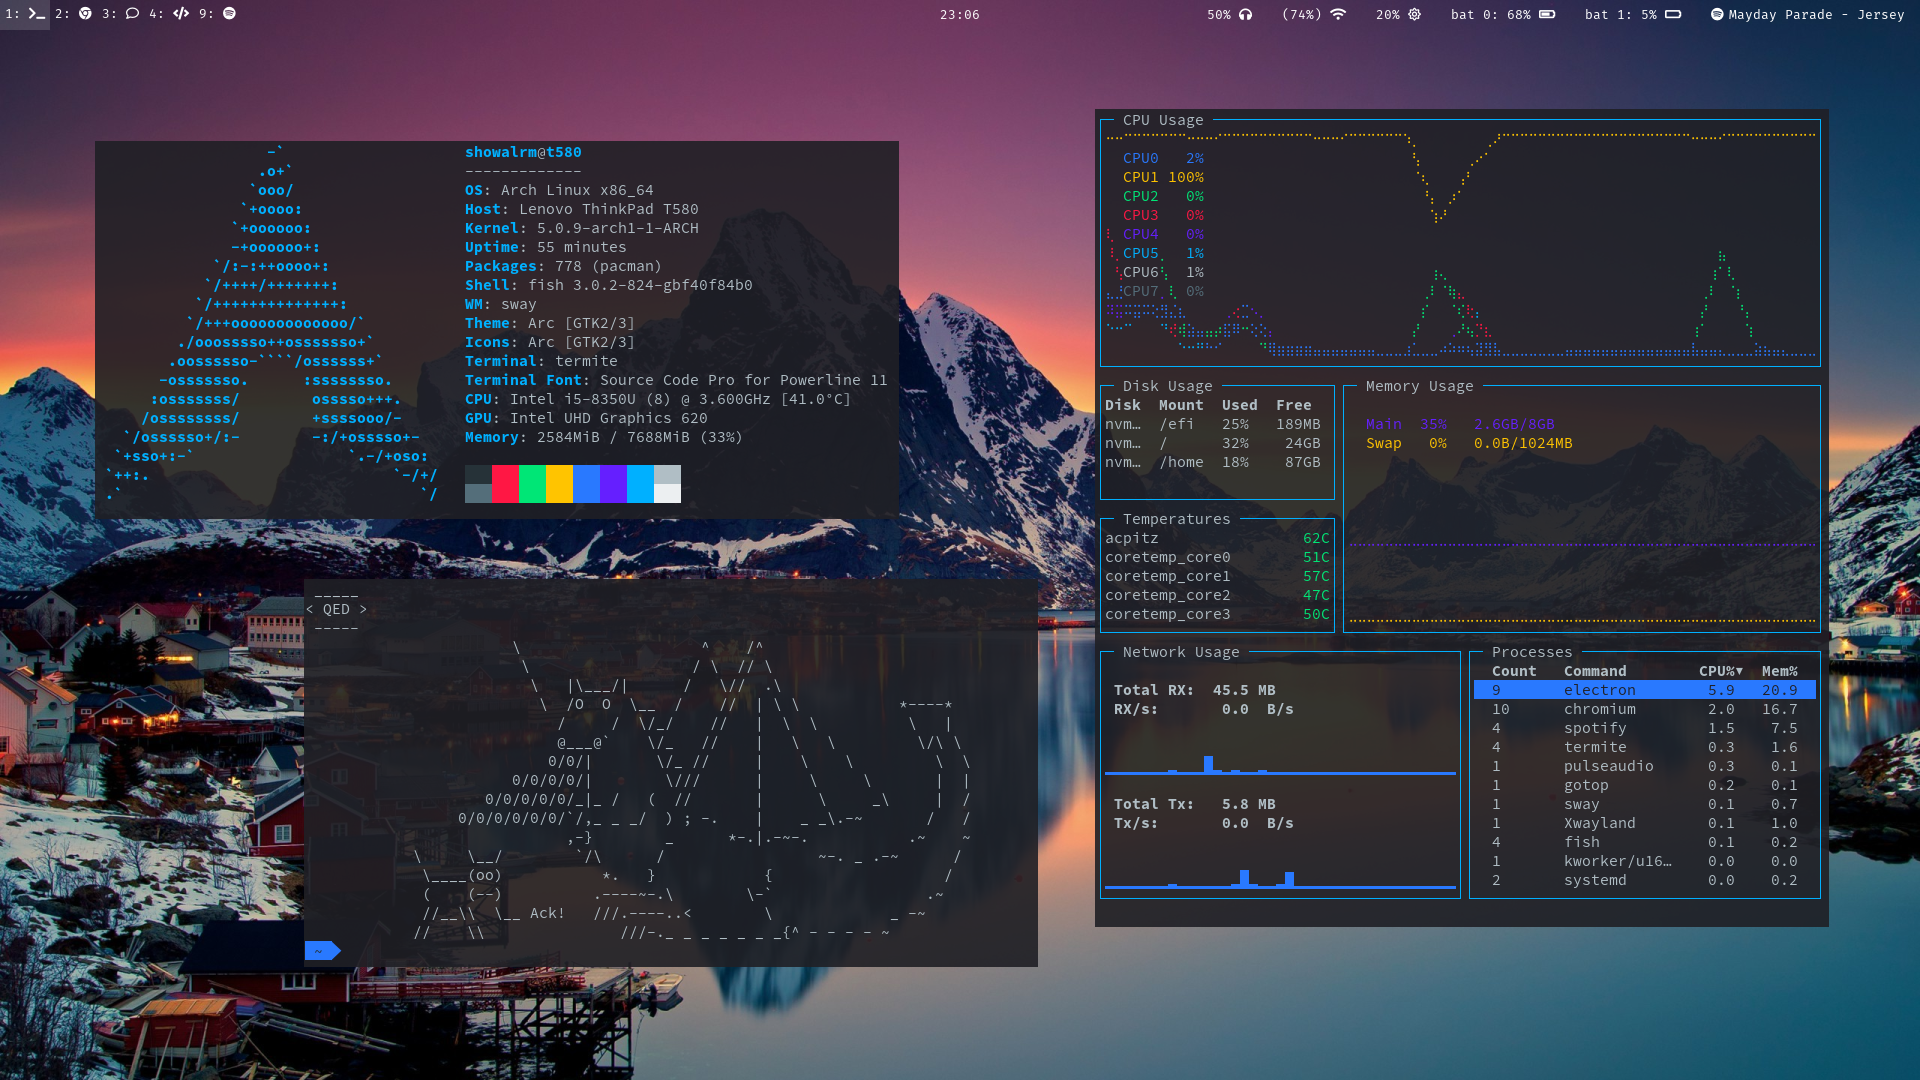 1: 2: 3: 4: 9: 23:06 50% (74%) 20% bat 0: 68% bat 1: 5% Mayday Parade - Jersey
showalrm@t580
-------------
OS: Arch Linux x86_64
Host: Lenovo ThinkPad T580
Kernel: 5.0.9-arch1-1-ARCH
Uptime: 55 minutes
Packages: 778 (pacman)
Shell: fish 3.0.2-824-gbf40f84b0
WM: sway
Theme: Arc [GTK2/3]
Icons: Arc [GTK2/3]
Terminal: termite
Terminal Font: Source Code Pro for Powerline 11
CPU: Intel i5-8350U (8) @ 3.600GHz [41.0°C]
GPU: Intel UHD Graphics 620
Memory: 2584MiB / 7688MiB (33%)
< QED >
Ack!
~
CPU Usage
CPU0 2%
CPU1 100%
CPU2 0%
CPU3 0%
CPU4 0%
CPU5 1%
CPU6 1%
CPU7 0%
Disk Usage
Disk Mount Used Free
nvm… /efi 25% 189MB
nvm… / 32% 24GB
nvm… /home 18% 87GB
Memory Usage
Main 35% 2.6GB/8GB
Swap 0% 0.0B/1024MB
Temperatures
acpitz 62C
coretemp_core0 51C
coretemp_core1 57C
coretemp_core2 47C
coretemp_core3 50C
Network Usage
Total RX: 45.5 MB
RX/s: 0.0 B/s
Total Tx: 5.8 MB
Tx/s: 0.0 B/s
Processes
Count Command CPU%▼ Mem%
9 electron 5.9 20.9
10 chromium 2.0 16.7
4 spotify 1.5 7.5
4 termite 0.3 1.6
1 pulseaudio 0.3 0.1
1 gotop 0.2 0.1
1 sway 0.1 0.7
1 Xwayland 0.1 1.0
4 fish 0.1 0.2
1 kworker/u16… 0.0 0.0
2 systemd 0.0 0.2